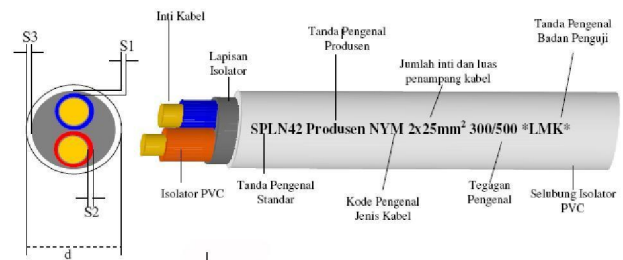 S3
S1
S2
d
Inti Kabel
Lapisan
Isolator
Tanda Pengenal
Produsen
Jumlah inti dan luas
penampang kabel
Tanda Pengenal
Badan Penguji
SPLN42 Produsen NYM 2x25mm² 300/500 *LMK*
Isolator PVC
Tanda Pengenal
Standar
Kode Pengenal
Jenis Kabel
Tegagan
Pengenal
Selubung Isolator
PVC